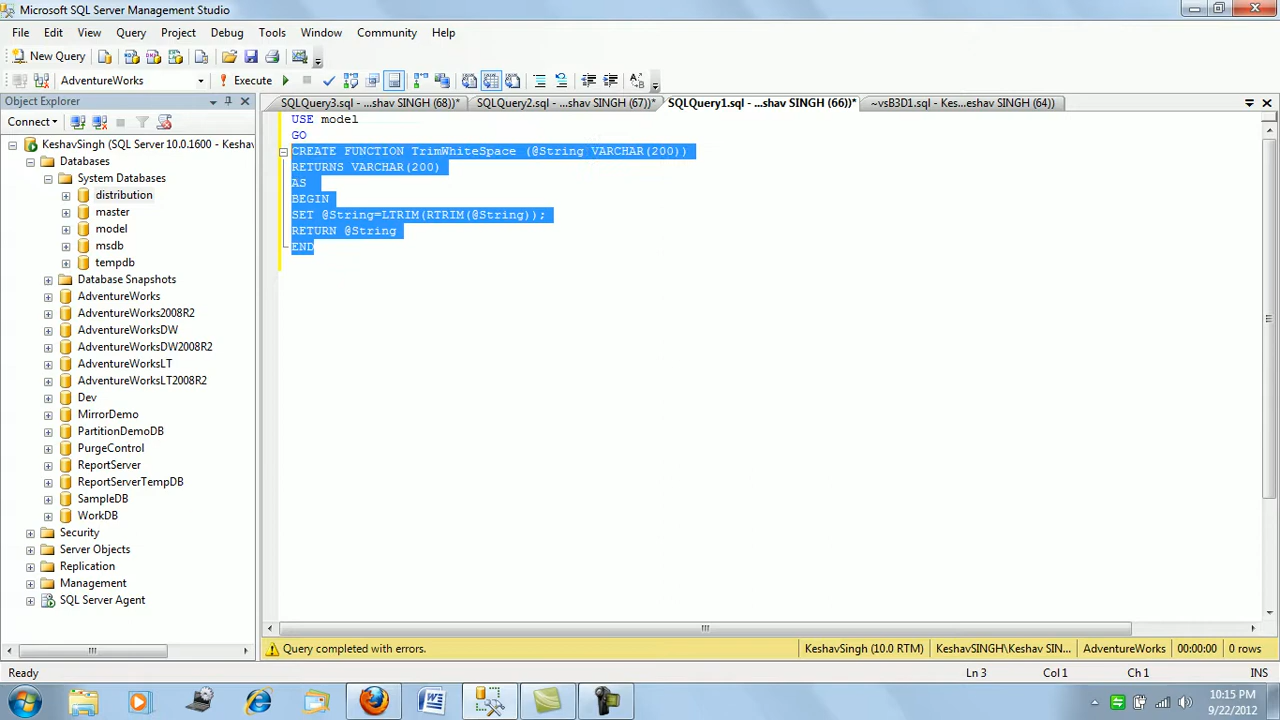 Microsoft SQL Server Management Studio
File Edit View Query Project Debug Tools Window Community Help
New Query
AdventureWorks Execute
Object Explorer
SQLQuery3.sql - ...shav SINGH (68))* SQLQuery2.sql - ...shav SINGH (67))* SQLQuery1.sql - ...shav SINGH (66))* ~vsB3D1.sql - Kes...eshav SINGH (64))
Connect
KeshavSingh (SQL Server 10.0.1600 - Keshav
Databases
System Databases
distribution
master
model
msdb
tempdb
Database Snapshots
AdventureWorks
AdventureWorks2008R2
AdventureWorksDW
AdventureWorksDW2008R2
AdventureWorksLT
AdventureWorksLT2008R2
Dev
MirrorDemo
PartitionDemoDB
PurgeControl
ReportServer
ReportServerTempDB
SampleDB
WorkDB
Security
Server Objects
Replication
Management
SQL Server Agent
USE model
GO
CREATE FUNCTION TrimWhiteSpace (@String VARCHAR(200))
RETURNS VARCHAR(200)
AS
BEGIN
SET @String=LTRIM(RTRIM(@String));
RETURN @String
END
Query completed with errors. KeshavSingh (10.0 RTM) KeshavSINGH\Keshav SIN... AdventureWorks 00:00:00 0 rows
Ready Ln 3 Col 1 Ch 1 INS
10:15 PM
9/22/2012